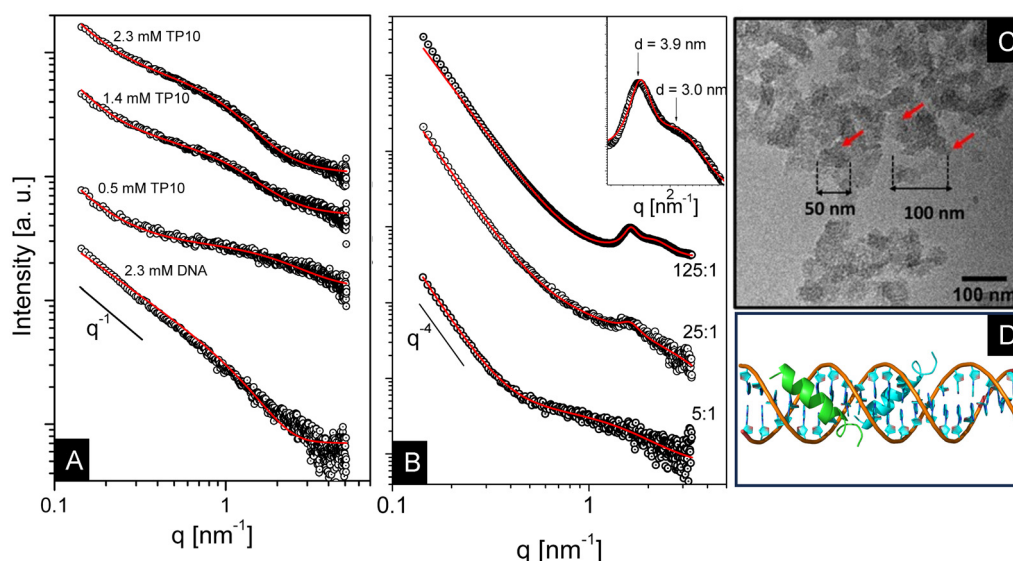 2.3 mM TP10
1.4 mM TP10
0.5 mM TP10
2.3 mM DNA
q-1
Intensity [a. u.]
A
0.1
1
q [nm-1]
d = 3.9 nm
d = 3.0 nm
2
q [nm-1]
125:1
25:1
q-4
5:1
B
0.1
1
q [nm-1]
C
50 nm
100 nm
100 nm
D